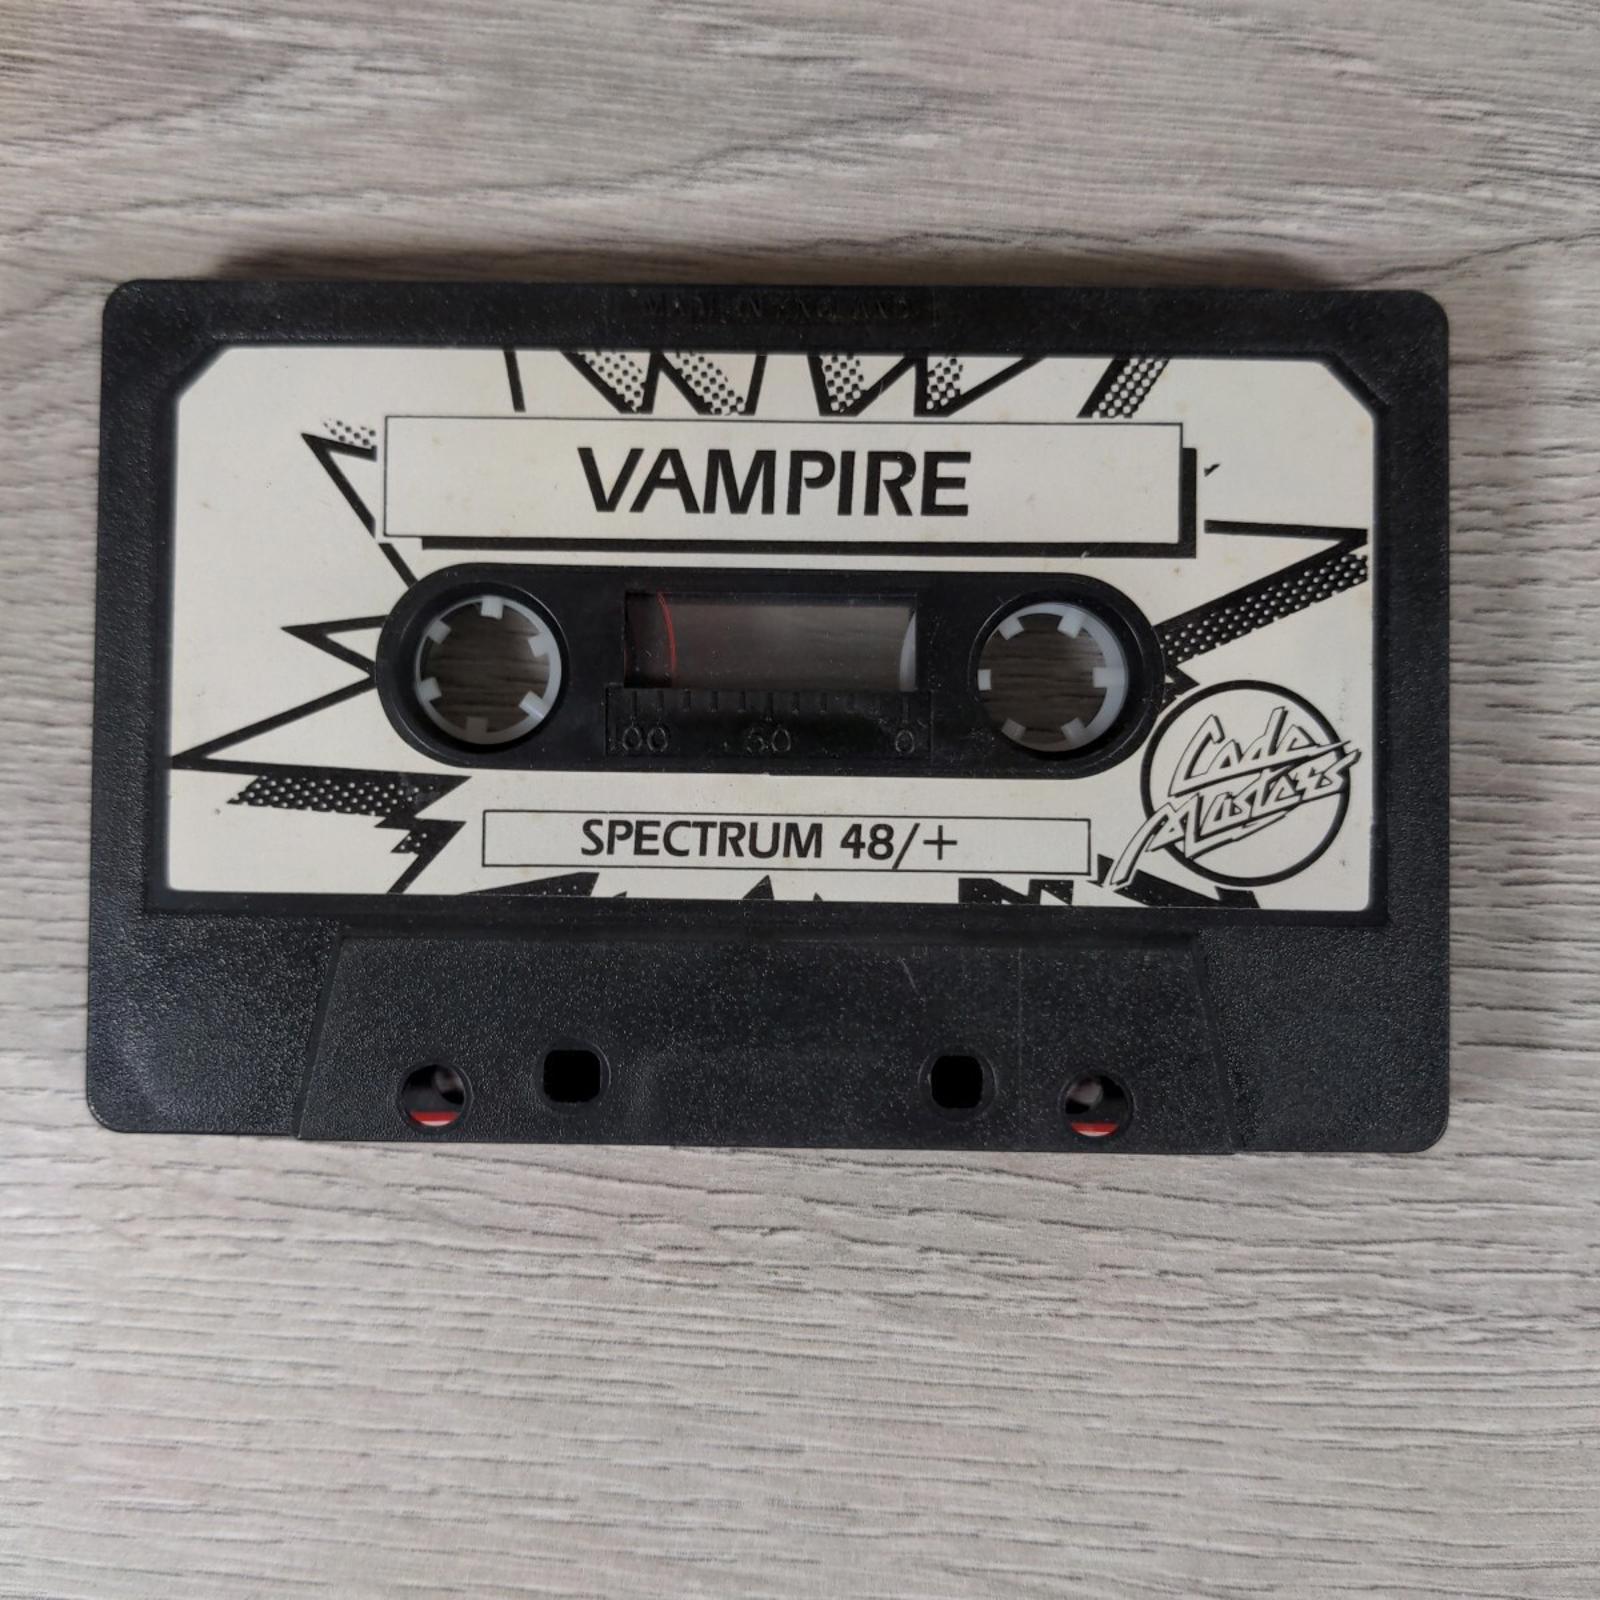 MADE IN ENGLAND
VAMPIRE
100 50 0
SPECTRUM 48/+
Code
Masters